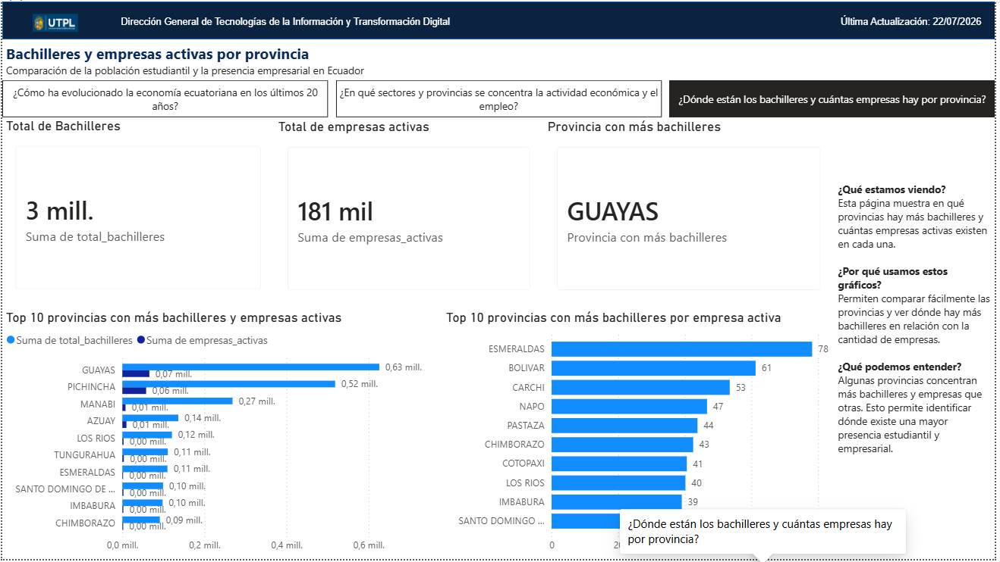 UTPL
Dirección General de Tecnologías de la Información y Transformación Digital
Última Actualización: 22/07/2026
Bachilleres y empresas activas por provincia
Comparación de la población estudiantil y la presencia empresarial en Ecuador
¿Cómo ha evolucionado la economía ecuatoriana en los últimos 20
años?
¿En qué sectores y provincias se concentra la actividad económica y el
empleo?
¿Dónde están los bachilleres y cuántas empresas hay por provincia?
Total de Bachilleres
3 mill.
Suma de total_bachilleres
Total de empresas activas
181 mil
Suma de empresas_activas
Provincia con más bachilleres
GUAYAS
Provincia con más bachilleres
¿Qué estamos viendo?
Esta página muestra en qué
provincias hay más bachilleres y
cuántas empresas activas existen
en cada una.
¿Por qué usamos estos
gráficos?
Permiten comparar fácilmente las
provincias y ver dónde hay más
bachilleres en relación con la
cantidad de empresas.
¿Qué podemos entender?
Algunas provincias concentran
más bachilleres y empresas que
otras. Esto permite identificar
dónde existe una mayor
presencia estudiantil y
empresarial.
Top 10 provincias con más bachilleres y empresas activas
Suma de total_bachilleres Suma de empresas_activas
GUAYAS 0,63 mill.
0,07 mill.
PICHINCHA 0,52 mill.
0,06 mill.
MANABI 0,27 mill.
0,01 mill.
AZUAY 0,14 mill.
0,01 mill.
LOS RIOS 0,12 mill.
0,00 mill.
TUNGURAHUA 0,11 mill.
0,00 mill.
ESMERALDAS 0,11 mill.
0,00 mill.
SANTO DOMINGO DE ... 0,10 mill.
0,00 mill.
IMBABURA 0,10 mill.
0,00 mill.
CHIMBORAZO 0,09 mill.
0,00 mill.
0,0 mill. 0,2 mill. 0,4 mill. 0,6 mill.
Top 10 provincias con más bachilleres por empresa activa
ESMERALDAS 78
BOLIVAR 61
CARCHI 53
NAPO 47
PASTAZA 44
CHIMBORAZO 43
COTOPAXI 41
LOS RIOS 40
IMBABURA 39
SANTO DOMINGO ...
0
¿Dónde están los bachilleres y cuántas empresas hay
por provincia?